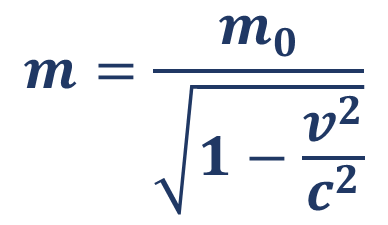 m = m₀ / √(1 − v²/c²)